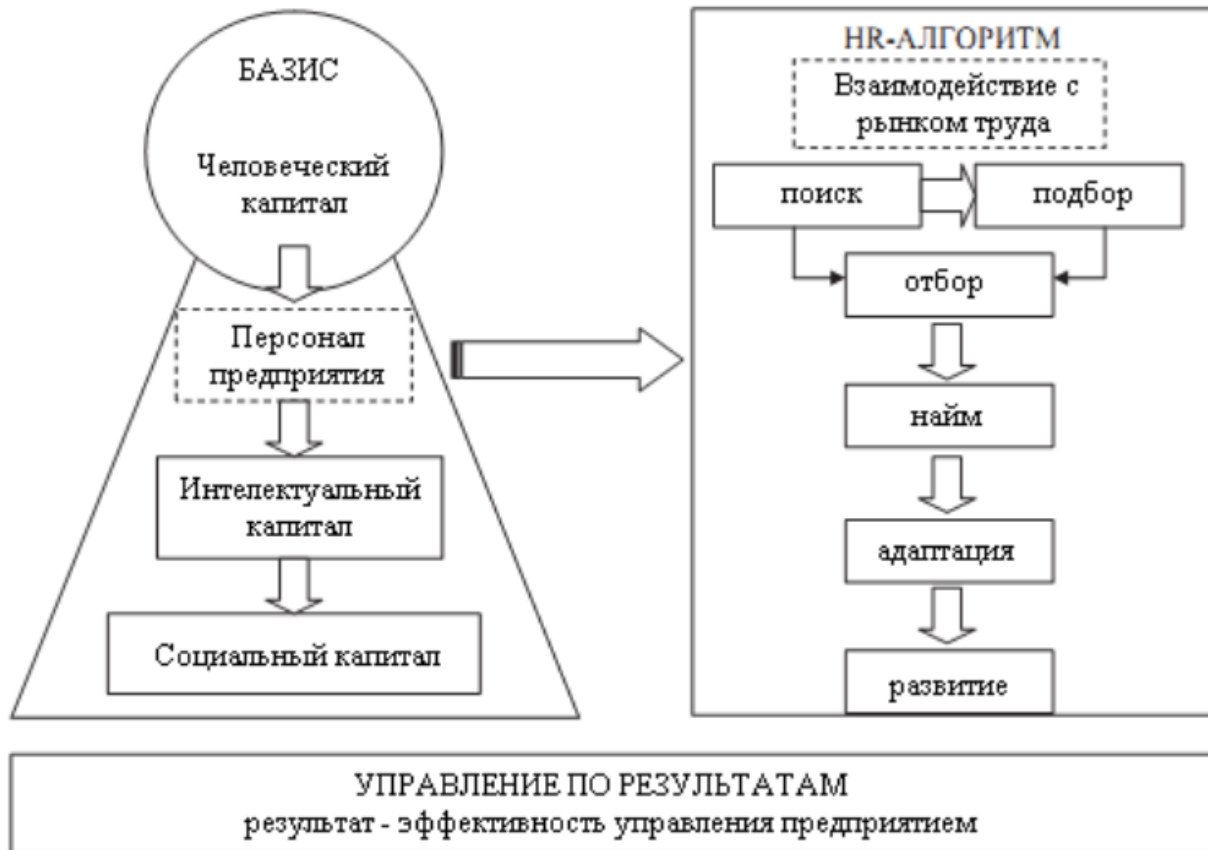 БАЗИС
Человеческий
капитал
Персонал
предприятия
Интелектуальный
капитал
Социальный капитал
HR-АЛГОРИТМ
Взаимодействие с
рынком труда
поиск
подбор
отбор
найм
адаптация
развитие
УПРАВЛЕНИЕ ПО РЕЗУЛЬТАТАМ
результат - эффективность управления предприятием